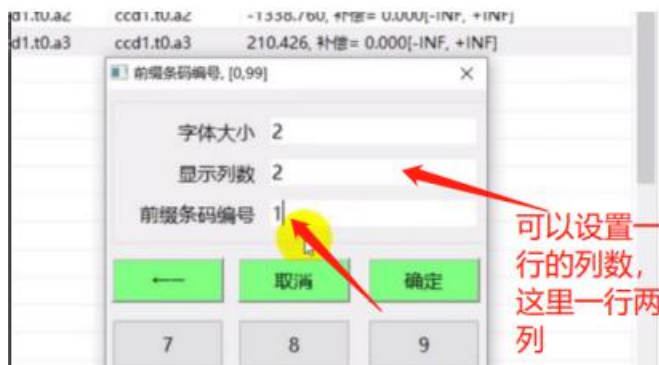 d1.t0.a2 ccd1.t0.a2 -1338.760, 补偿= 0.000[-INF, +INF]
d1.t0.a3 ccd1.t0.a3 210.426, 补偿= 0.000[-INF, +INF]
前缀条码编号, [0,99]
字体大小 2
显示列数 2
前缀条码编号 1
可以设置一
行的列数,
这里一行两
列
←— 取消 确定
7 8 9